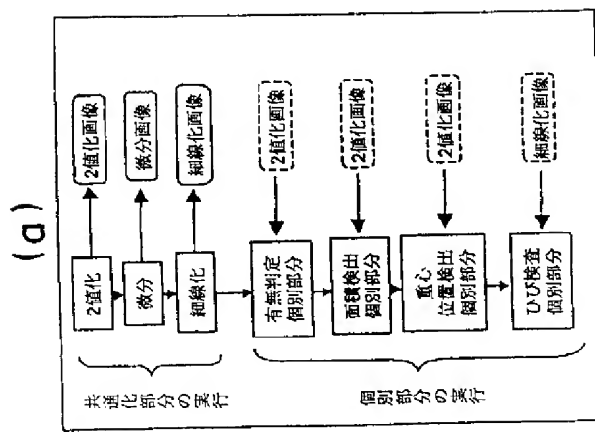 (a)
共通化部分の実行
2値化
2値化画像
微分
微分画像
細線化
細線化画像
個別部分の実行
有無判定
個別部分
2値化画像
面積検出
個別部分
2値化画像
重心
位置検出
個別部分
2値化画像
ひび検査
個別部分
細線化画像